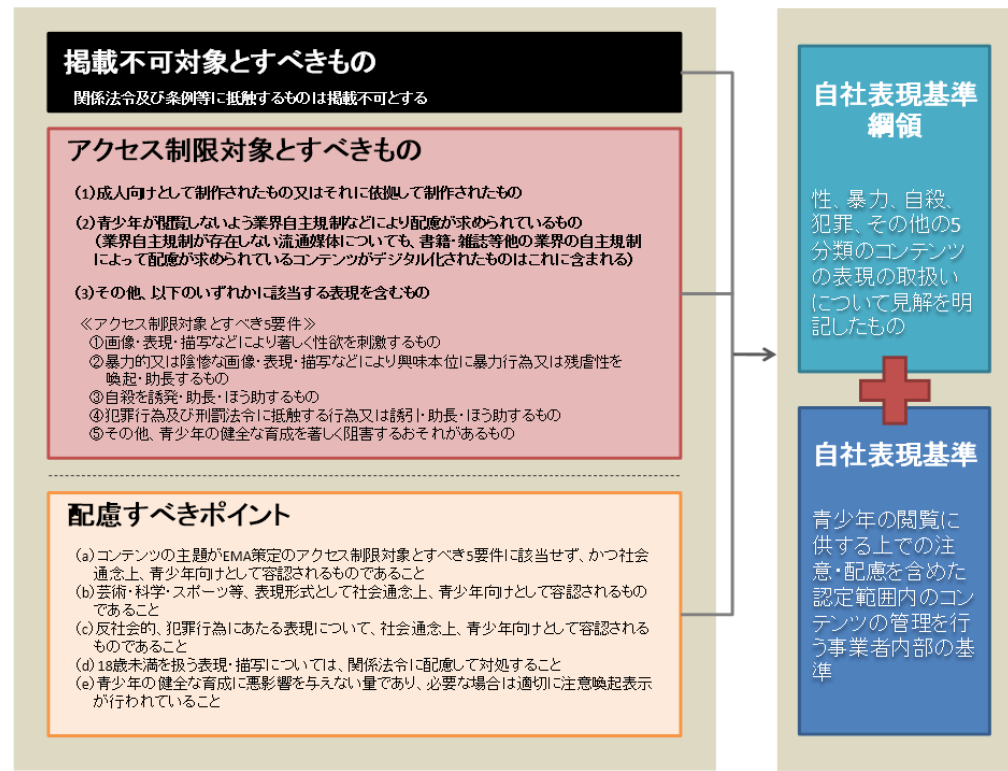 掲載不可対象とすべきもの
関係法令及び条例等に抵触するものは掲載不可とする
アクセス制限対象とすべきもの
(1)成人向けとして制作されたもの又はそれに依拠して制作されたもの
(2)青少年が閲覧しないよう業界自主規制などにより配慮が求められているもの
(業界自主規制が存在しない流通媒体についても、書籍・雑誌等他の業界の自主規制
によって配慮が求められているコンテンツがデジタル化されたものはこれに含まれる)
(3)その他、以下のいずれかに該当する表現を含むもの
≪アクセス制限対象とすべき5要件≫
①画像・表現・描写などにより著しく性欲を刺激するもの
②暴力的又は陰惨な画像・表現・描写などにより興味本位に暴力行為又は残虐性を
喚起・助長するもの
③自殺を誘発・助長・ほう助するもの
④犯罪行為及び刑罰法令に抵触する行為又は誘引・助長・ほう助するもの
⑤その他、青少年の健全な育成を著しく阻害するおそれがあるもの
配慮すべきポイント
(a)コンテンツの主題がEMA策定のアクセス制限対象とすべき5要件に該当せず、かつ社会
通念上、青少年向けとして容認されるものであること
(b)芸術・科学・スポーツ等、表現形式として社会通念上、青少年向けとして容認されるもの
であること
(c)反社会的、犯罪行為にあたる表現について、社会通念上、青少年向けとして容認される
ものであること
(d)18歳未満を扱う表現・描写については、関係法令に配慮して対処すること
(e)青少年の健全な育成に悪影響を与えない量であり、必要な場合は適切に注意喚起表示
が行われていること
自社表現基準
綱領
性、暴力、自殺、
犯罪、その他の5
分類のコンテンツ
の表現の取扱い
について見解を明
記したもの
自社表現基準
青少年の閲覧に
供する上での注
意・配慮を含めた
認定範囲内のコン
テンツの管理を行
う事業者内部の基
準